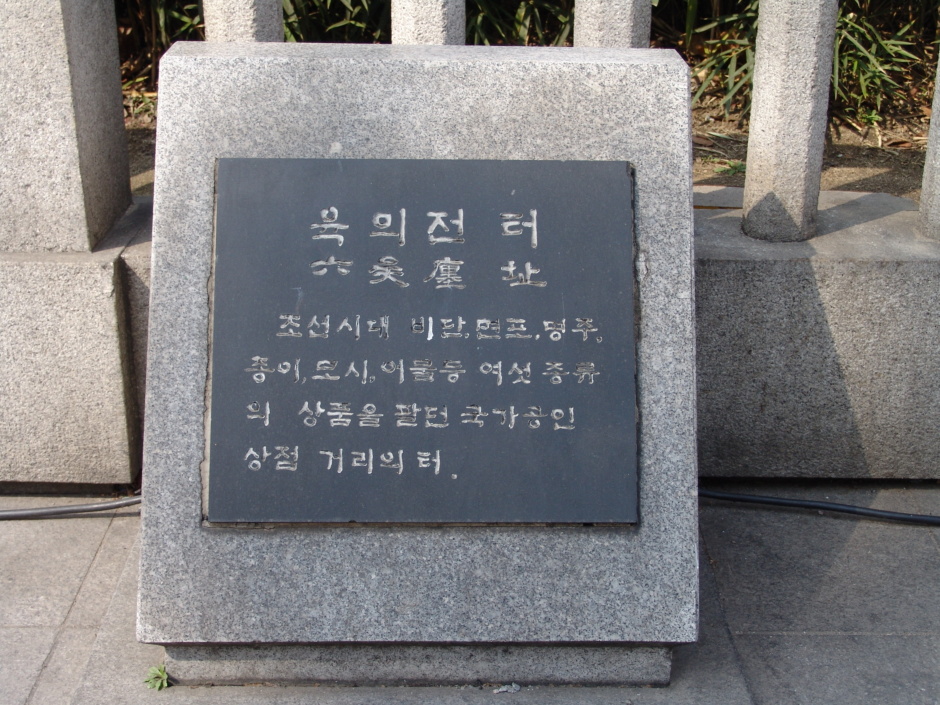 육의전 터
六矣廛 址
조선시대 비단, 면포, 명주,
종이, 모시, 어물등 여섯 종류
의 상품을 팔던 국가공인
상점 거리의 터.